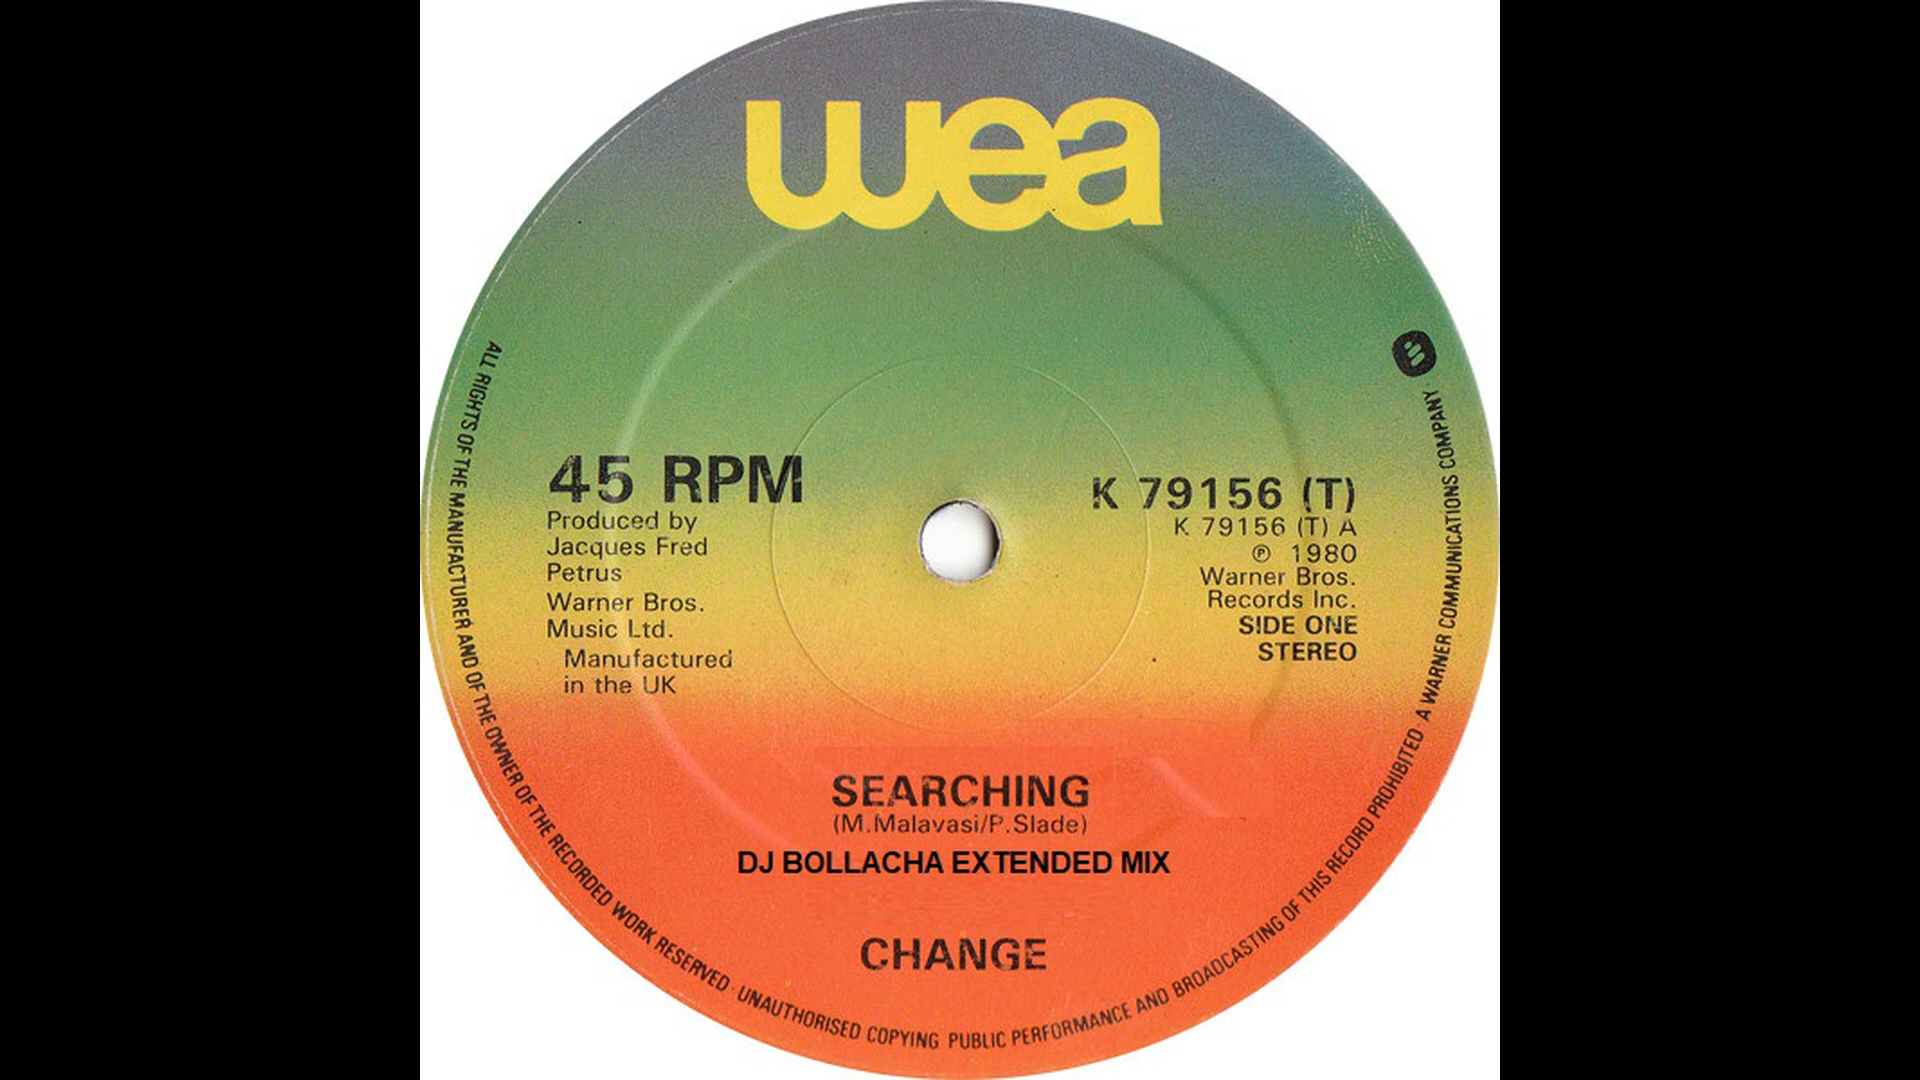 wea
45 RPM
Produced by
Jacques Fred
Petrus
Warner Bros.
Music Ltd.
Manufactured
in the UK
K 79156 (T)
K 79156 (T) A
℗ 1980
Warner Bros.
Records Inc.
SIDE ONE
STEREO
SEARCHING
(M.Malavasi/P.Slade)
DJ BOLLACHA EXTENDED MIX
CHANGE
ALL RIGHTS OF THE MANUFACTURER AND OF THE OWNER OF THE RECORDED WORK RESERVED · UNAUTHORISED COPYING PUBLIC PERFORMANCE AND BROADCASTING OF THIS RECORD PROHIBITED · A WARNER COMMUNICATIONS COMPANY ·